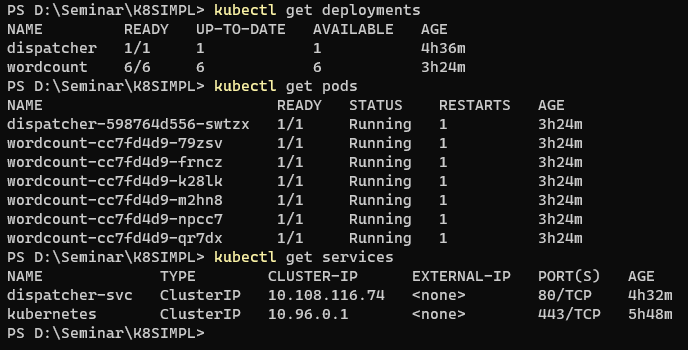 PS D:\Seminar\K8SIMPL> kubectl get deployments
NAME         READY   UP-TO-DATE   AVAILABLE   AGE
dispatcher   1/1     1            1           4h36m
wordcount    6/6     6            6           3h24m
PS D:\Seminar\K8SIMPL> kubectl get pods
NAME                          READY   STATUS    RESTARTS   AGE
dispatcher-598764d556-swtzx   1/1     Running   1          3h24m
wordcount-cc7fd4d9-79zsv      1/1     Running   1          3h24m
wordcount-cc7fd4d9-frncz      1/1     Running   1          3h24m
wordcount-cc7fd4d9-k28lk      1/1     Running   1          3h24m
wordcount-cc7fd4d9-m2hn8      1/1     Running   1          3h24m
wordcount-cc7fd4d9-npcc7      1/1     Running   1          3h24m
wordcount-cc7fd4d9-qr7dx      1/1     Running   1          3h24m
PS D:\Seminar\K8SIMPL> kubectl get services
NAME             TYPE        CLUSTER-IP      EXTERNAL-IP   PORT(S)   AGE
dispatcher-svc   ClusterIP   10.108.116.74   <none>        80/TCP    4h32m
kubernetes       ClusterIP   10.96.0.1       <none>        443/TCP   5h48m
PS D:\Seminar\K8SIMPL>